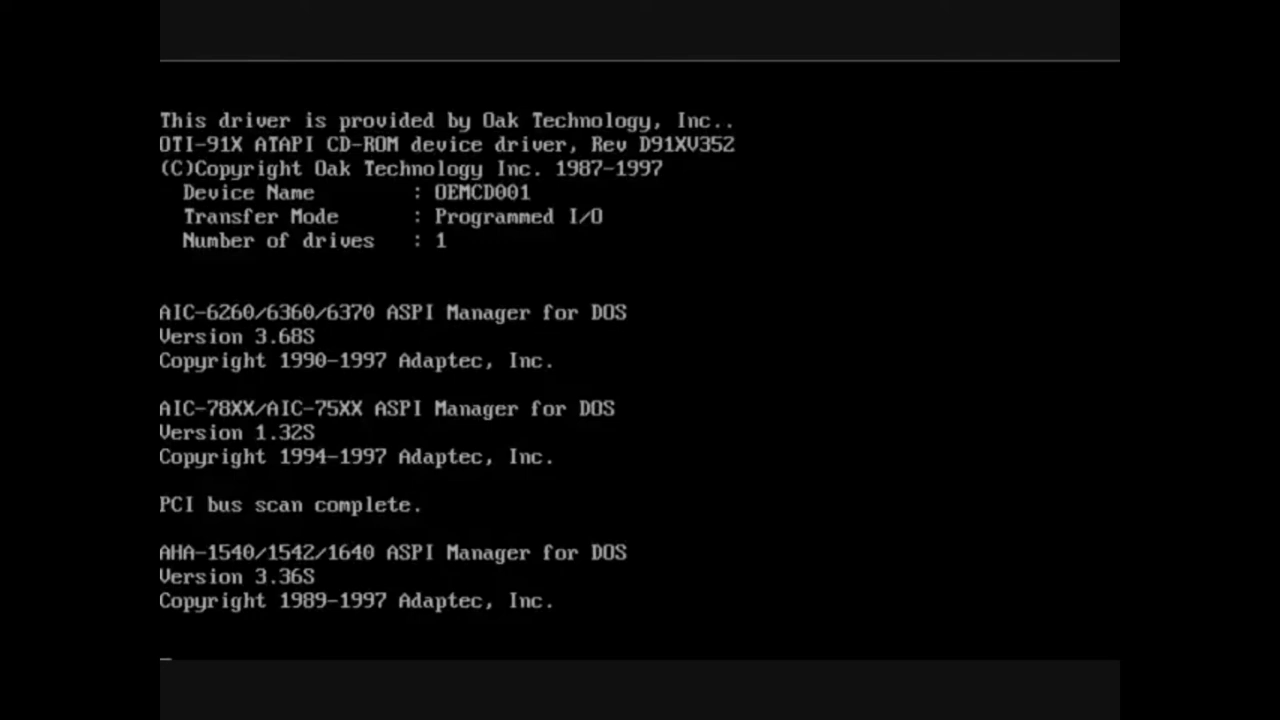 This driver is provided by Oak Technology, Inc..
OTI-91X ATAPI CD-ROM device driver, Rev D91XV352
(C)Copyright Oak Technology Inc. 1987-1997
Device Name : OEMCD001
Transfer Mode : Programmed I/O
Number of drives : 1
AIC-6260/6360/6370 ASPI Manager for DOS
Version 3.68S
Copyright 1990-1997 Adaptec, Inc.
AIC-78XX/AIC-75XX ASPI Manager for DOS
Version 1.32S
Copyright 1994-1997 Adaptec, Inc.
PCI bus scan complete.
AHA-1540/1542/1640 ASPI Manager for DOS
Version 3.36S
Copyright 1989-1997 Adaptec, Inc.